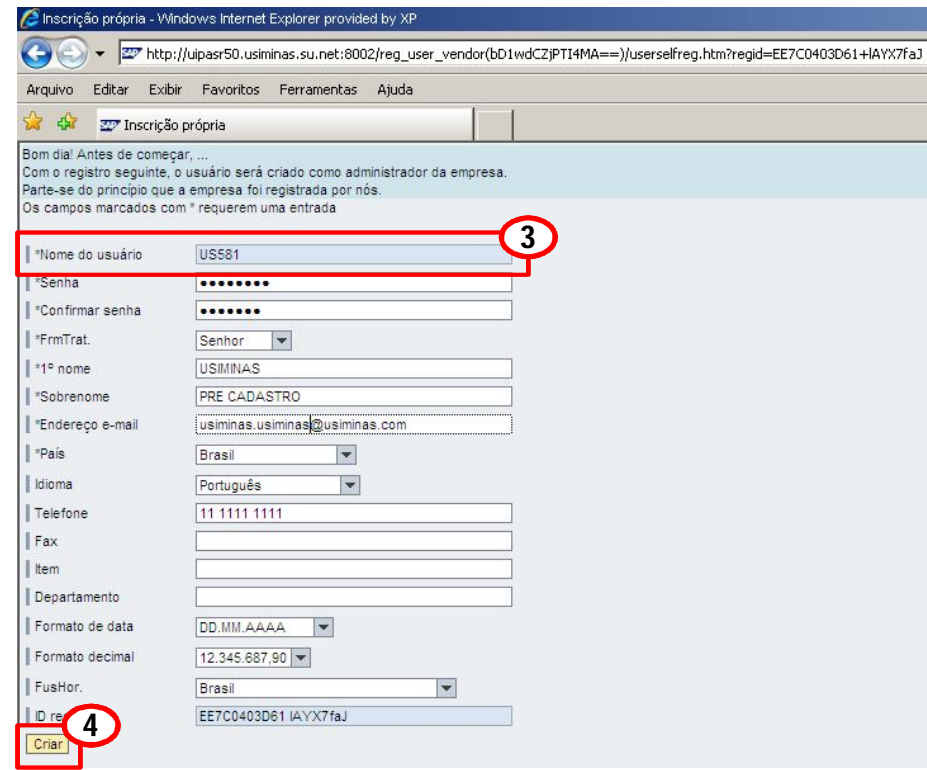 Inscrição própria - Windows Internet Explorer provided by XP
http://uipasr50.usiminas.su.net:8002/reg_user_vendor(bD1wdCZjPTI4MA==)/userselfreg.htm?regid=EE7C0403D61+lAYX7faJ
Arquivo Editar Exibir Favoritos Ferramentas Ajuda
SAP Inscrição própria
Bom dia! Antes de começar, ...
Com o registro seguinte, o usuário será criado como administrador da empresa.
Parte-se do princípio que a empresa foi registrada por nós.
Os campos marcados com * requerem uma entrada
3
*Nome do usuário US581
*Senha ●●●●●●●●
*Confirmar senha ●●●●●●●
*FrmTrat. Senhor
*1º nome USIMINAS
*Sobrenome PRE CADASTRO
*Endereço e-mail usiminas.usiminas@usiminas.com
*País Brasil
Idioma Português
Telefone 11 1111 1111
Fax
Item
Departamento
Formato de data DD.MM.AAAA
Formato decimal 12.345.687,90
FusHor. Brasil
ID re EE7C0403D61 lAYX7faJ
4
Criar